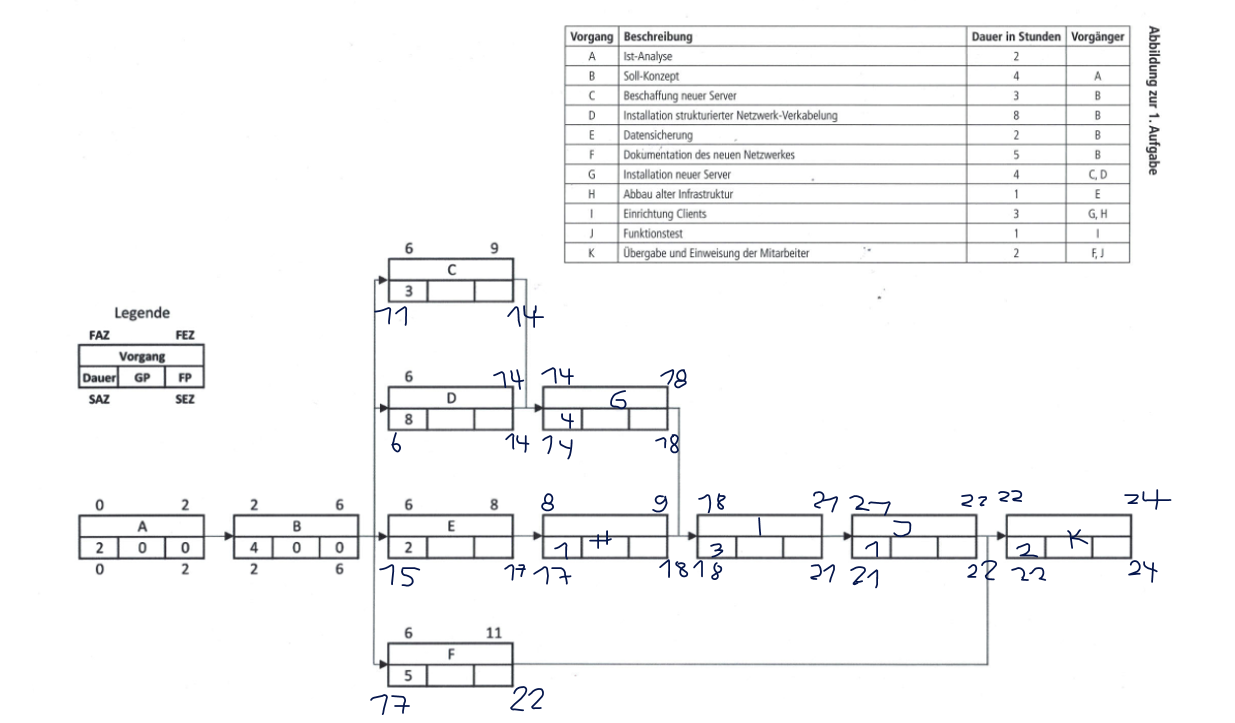 Vorgang Beschreibung Dauer in Stunden Vorgänger
A Ist-Analyse 2
B Soll-Konzept 4 A
C Beschaffung neuer Server 3 B
D Installation strukturierter Netzwerk-Verkabelung 8 B
E Datensicherung 2 B
F Dokumentation des neuen Netzwerkes 5 B
G Installation neuer Server 4 C, D
H Abbau alter Infrastruktur 1 E
I Einrichtung Clients 3 G, H
J Funktionstest 1 I
K Übergabe und Einweisung der Mitarbeiter 2 F, J
Abbildung zur 1. Aufgabe
6 9
C
3
11 14
Legende
FAZ FEZ
Vorgang
Dauer GP FP
SAZ SEZ
6 14 14 18
D G
8 4
6 14 14 18
0 2 2 6 6 8 8 9 18 21 21 22 22 24
A B E H I J K
2 0 0 4 0 0 2 1 3 1 2
0 2 2 6 15 17 17 18 18 21 21 22 22 24
6 11
F
5
17 22